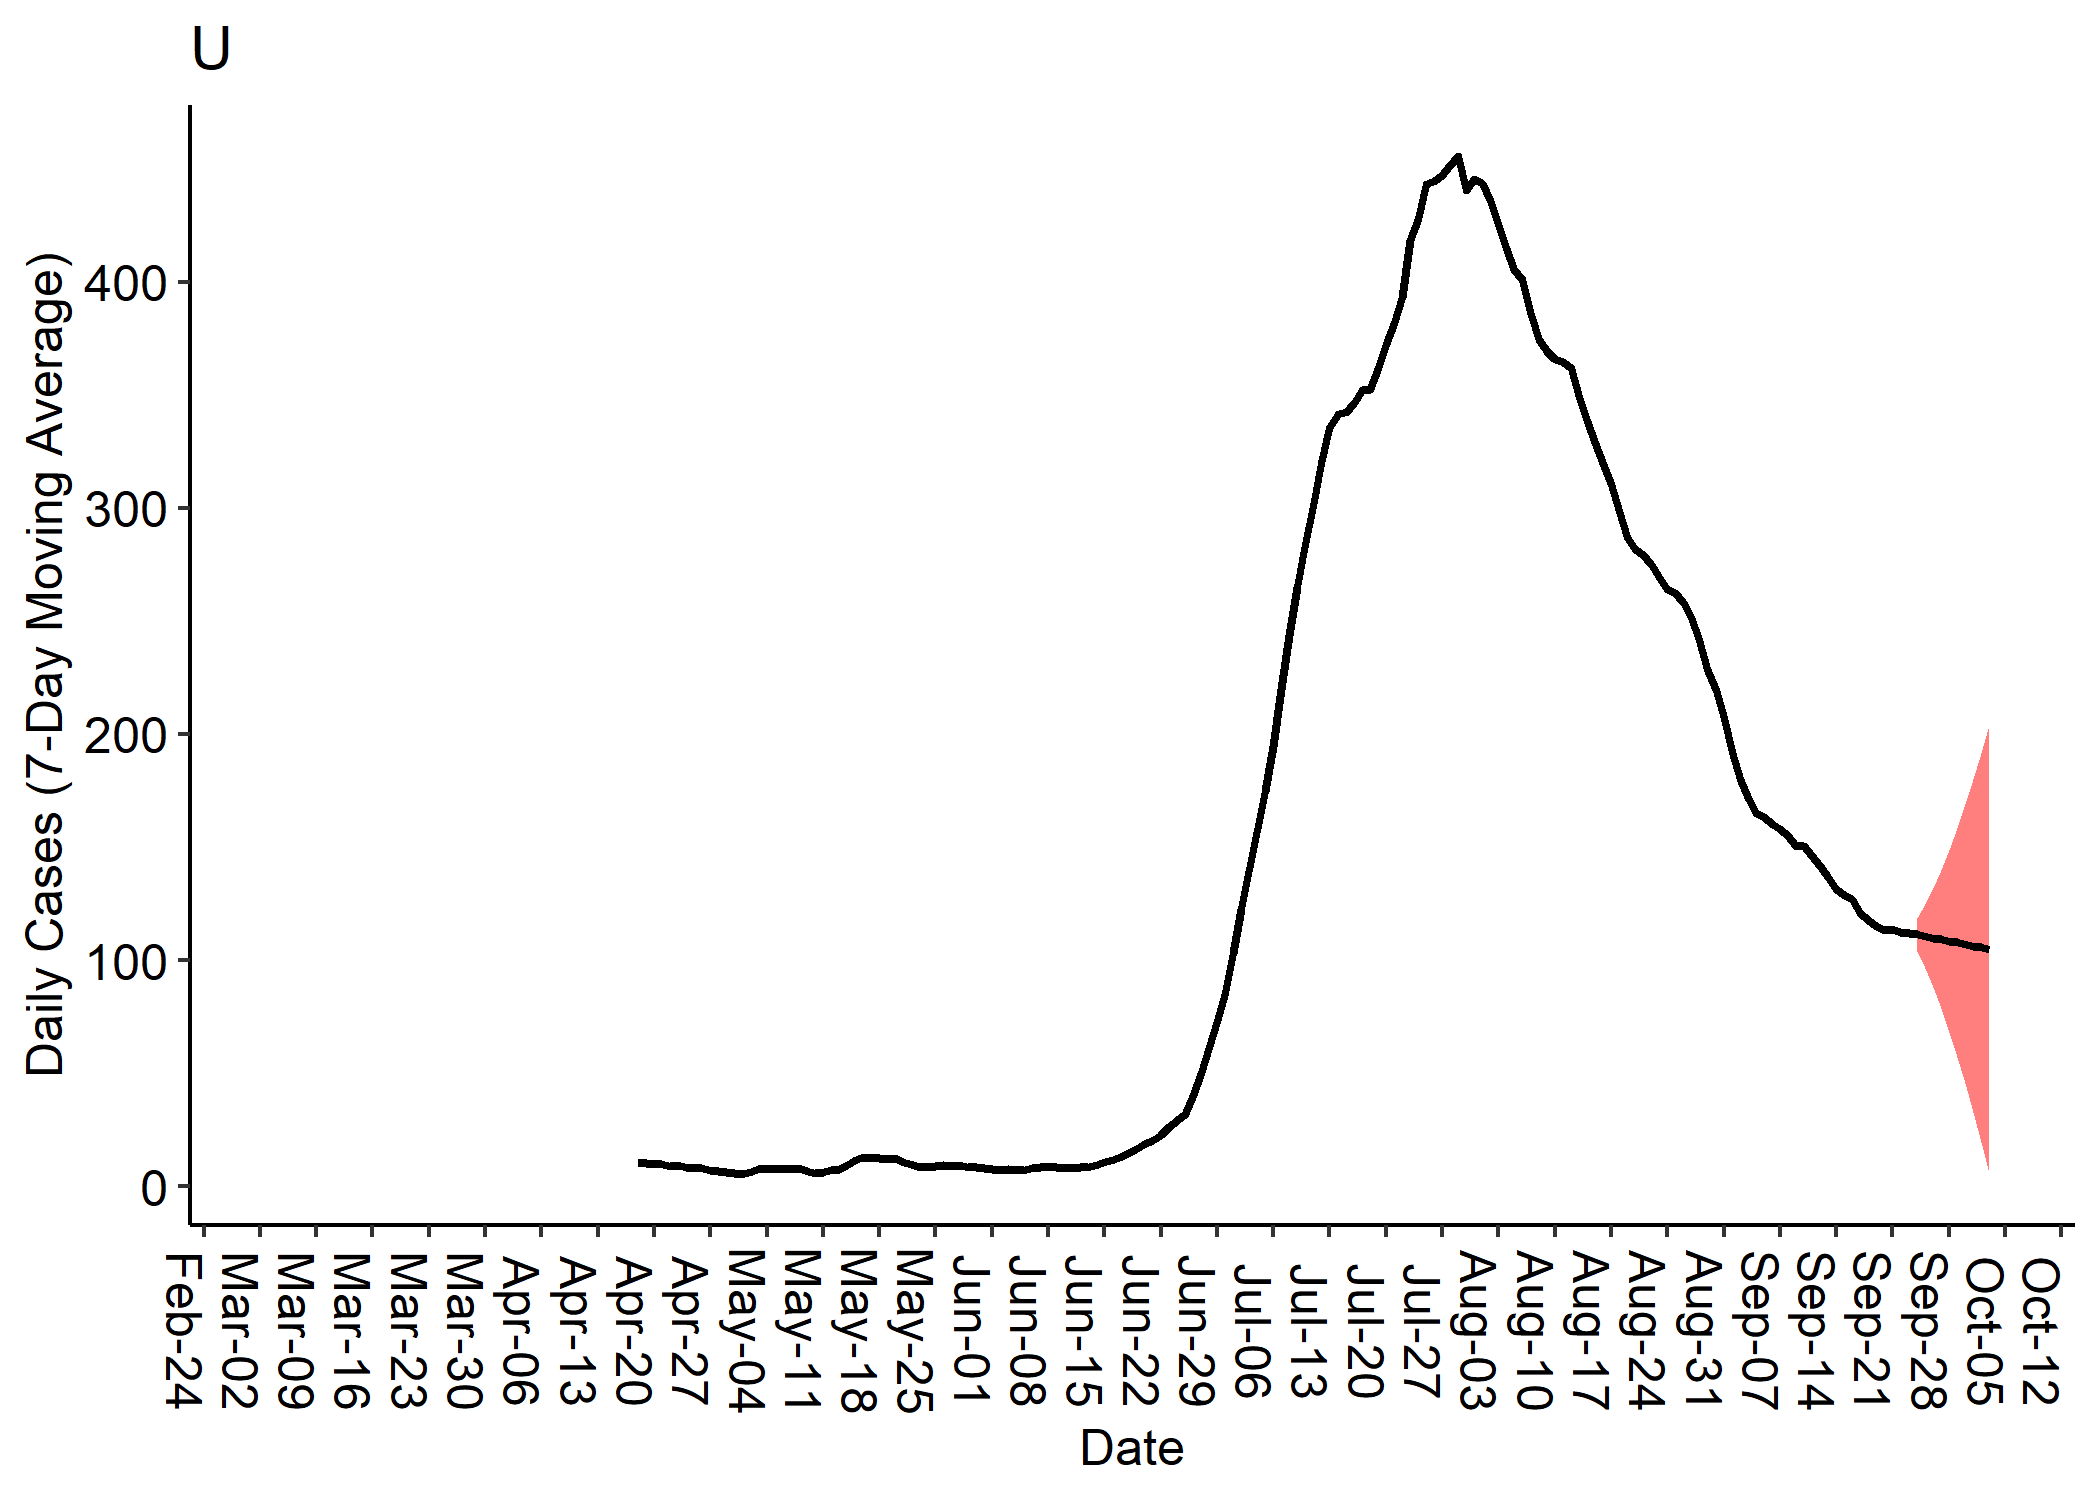 U
Daily Cases (7-Day Moving Average)
400
300
200
100
0
Feb-24
Mar-02
Mar-09
Mar-16
Mar-23
Mar-30
Apr-06
Apr-13
Apr-20
Apr-27
May-04
May-11
May-18
May-25
Jun-01
Jun-08
Jun-15
Jun-22
Jun-29
Jul-06
Jul-13
Jul-20
Jul-27
Aug-03
Aug-10
Aug-17
Aug-24
Aug-31
Sep-07
Sep-14
Sep-21
Sep-28
Oct-05
Oct-12
Date